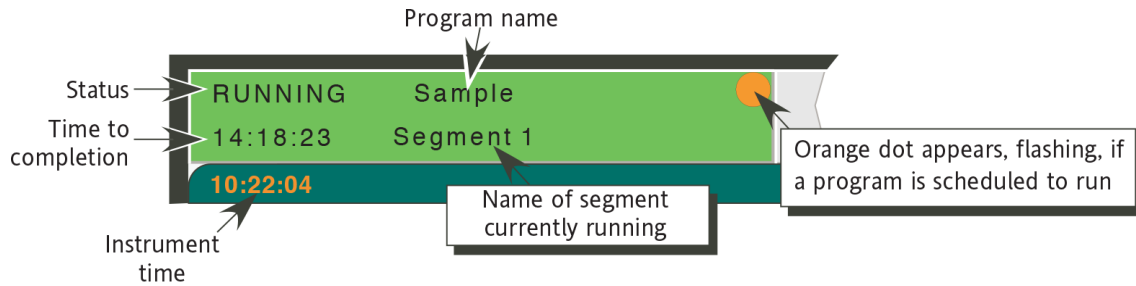 Program name
Status
RUNNING
Sample
Time to
completion
14:18:23
Segment 1
Orange dot appears, flashing, if
a program is scheduled to run
10:22:04
Name of segment
currently running
Instrument
time